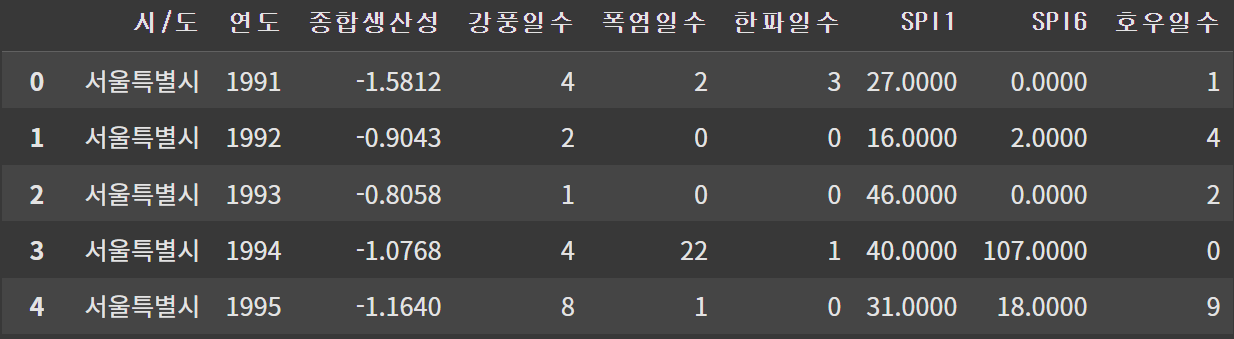 시/도 연도 종합생산성 강풍일수 폭염일수 한파일수 SPI1 SPI6 호우일수
0 서울특별시 1991 -1.5812 4 2 3 27.0000 0.0000 1
1 서울특별시 1992 -0.9043 2 0 0 16.0000 2.0000 4
2 서울특별시 1993 -0.8058 1 0 0 46.0000 0.0000 2
3 서울특별시 1994 -1.0768 4 22 1 40.0000 107.0000 0
4 서울특별시 1995 -1.1640 8 1 0 31.0000 18.0000 9